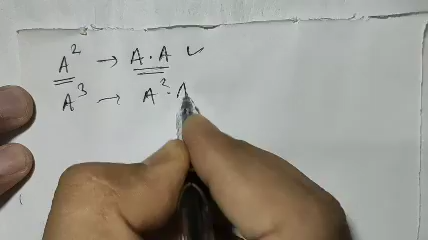 A² → A · A ✓
A³ → A² · A